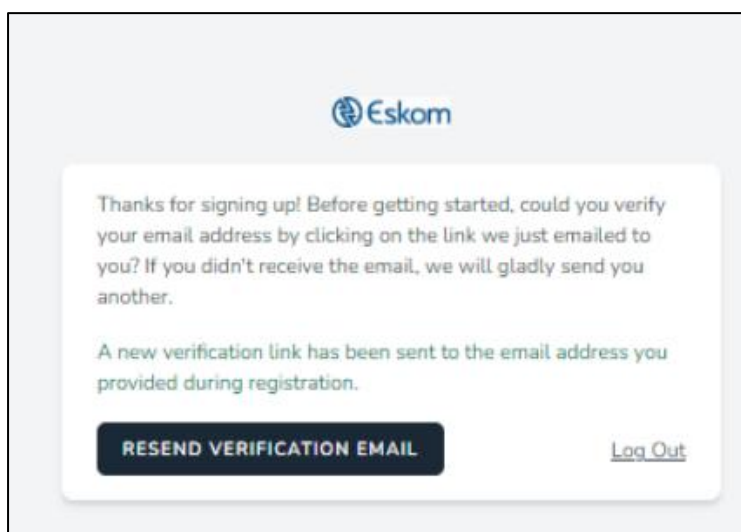 Eskom
Thanks for signing up! Before getting started, could you verify
your email address by clicking on the link we just emailed to
you? If you didn't receive the email, we will gladly send you
another.
A new verification link has been sent to the email address you
provided during registration.
RESEND VERIFICATION EMAIL
Log Out